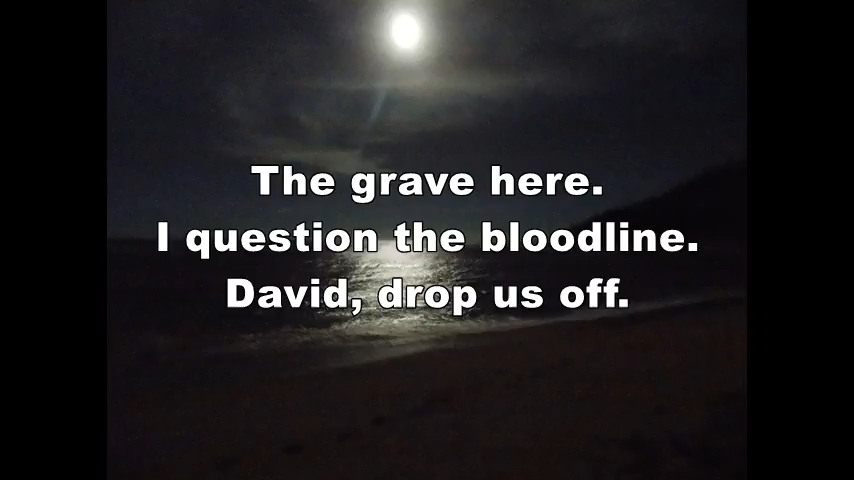 The grave here.
I question the bloodline.
David, drop us off.